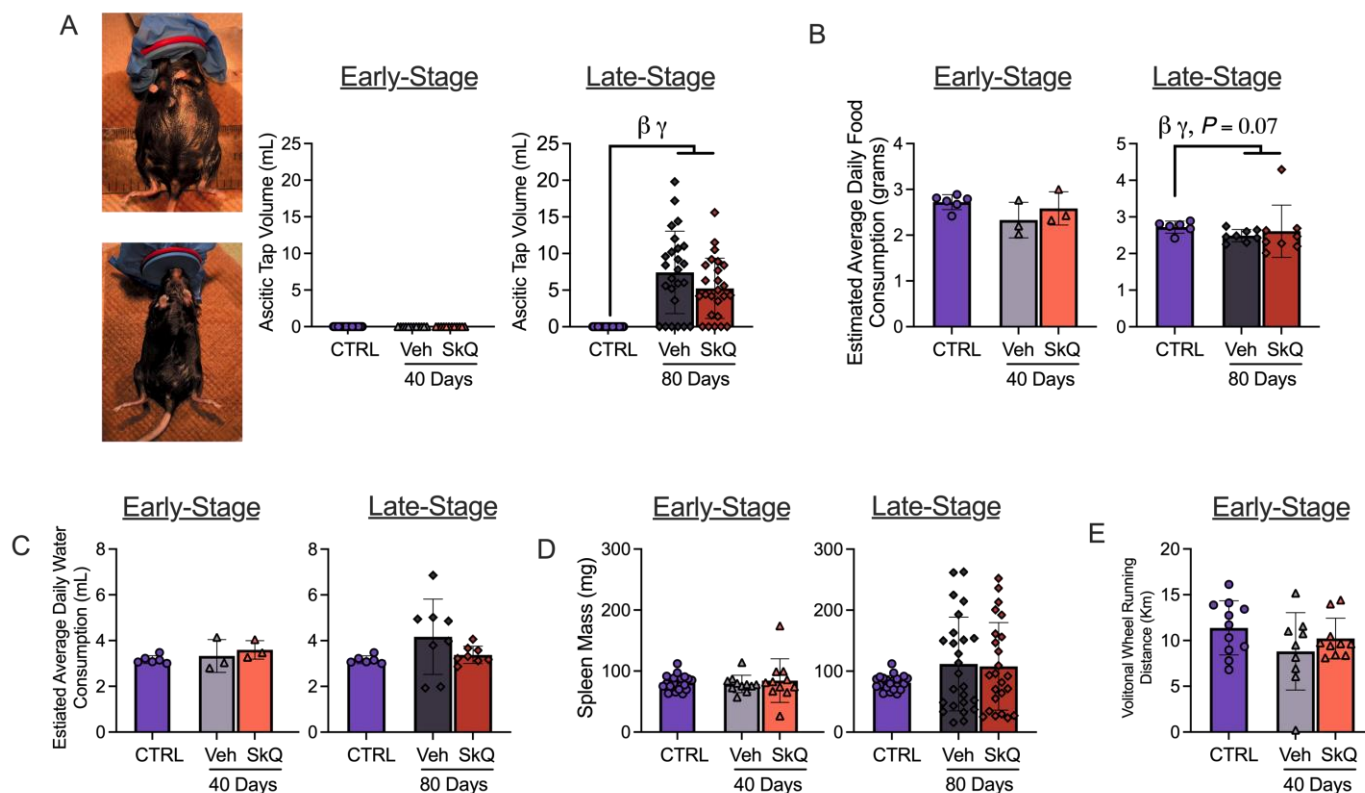 A
Early-Stage
Late-Stage
Ascitic Tap Volume (mL)
25
20
15
10
5
0
CTRL
Veh SkQ
40 Days
Ascitic Tap Volume (mL)
25
20
15
10
5
0
β γ
CTRL
Veh SkQ
80 Days
B
Early-Stage
Late-Stage
Estimated Average Daily Food
Consumption (grams)
4
3
2
1
0
CTRL
Veh SkQ
40 Days
β γ, P = 0.07
5
4
3
2
1
0
CTRL
Veh SkQ
80 Days
C
Early-Stage
Late-Stage
Estiated Average Daily Water
Consumption (mL)
8
6
4
2
0
CTRL
Veh SkQ
40 Days
8
6
4
2
0
CTRL
Veh SkQ
80 Days
D
Early-Stage
Late-Stage
Spleen Mass (mg)
300
200
100
0
CTRL
Veh SkQ
40 Days
300
200
100
0
CTRL
Veh SkQ
80 Days
E
Early-Stage
Volitonal Wheel Running
Distance (Km)
20
15
10
5
0
CTRL
Veh SkQ
40 Days